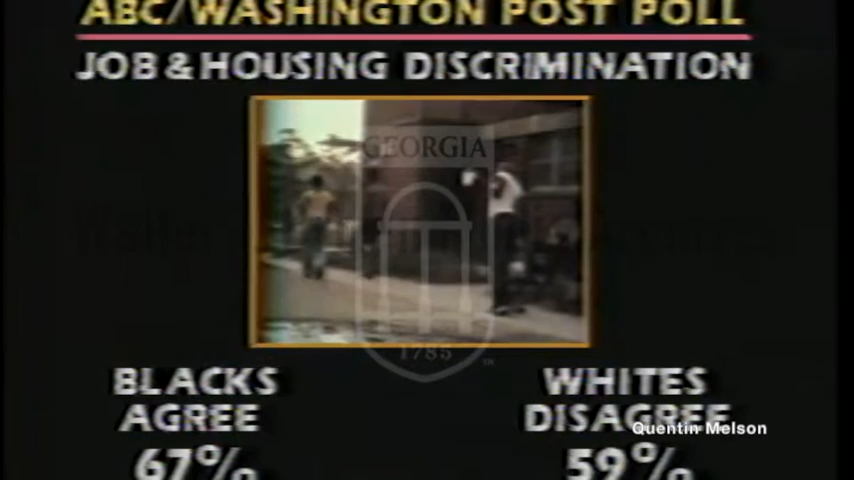 ABC/WASHINGTON POST POLL
JOB & HOUSING DISCRIMINATION
GEORGIA
1785
BLACKS
AGREE
67%
WHITES
DISAGREE
59%
Quentin Melson